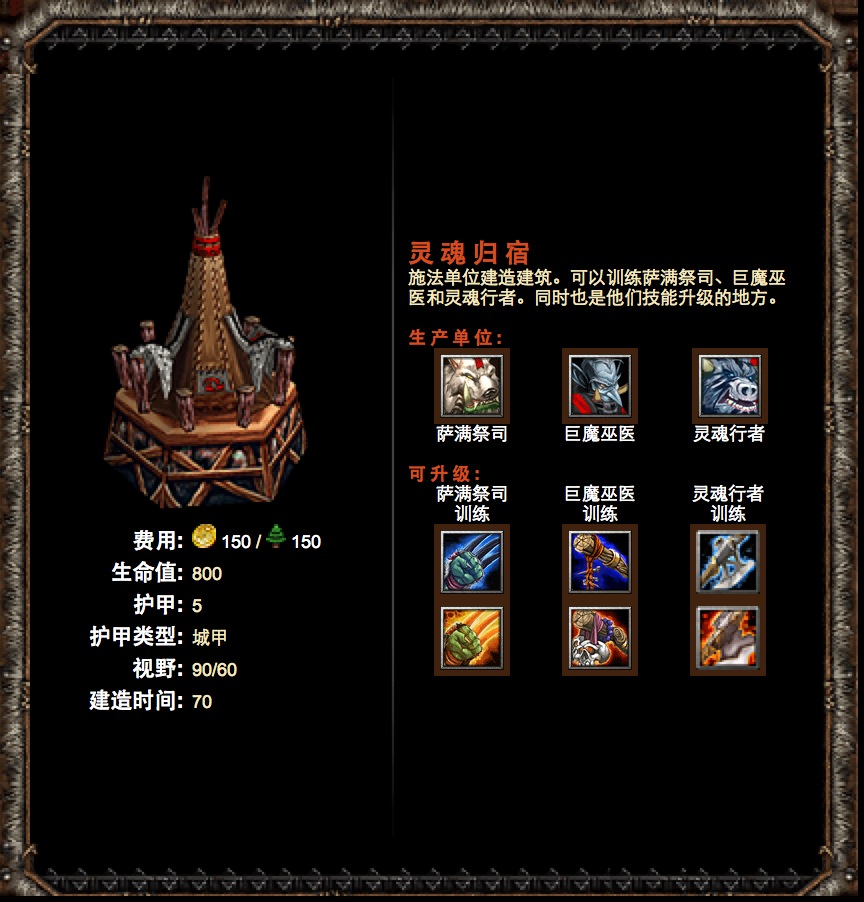 灵魂归宿
施法单位建造建筑。可以训练萨满祭司、巨魔巫
医和灵魂行者。同时也是他们技能升级的地方。
生产单位:
萨满祭司 巨魔巫医 灵魂行者
可升级:
萨满祭司 巨魔巫医 灵魂行者
训练 训练 训练
费用: 150 / 150
生命值: 800
护甲: 5
护甲类型: 城甲
视野: 90/60
建造时间: 70